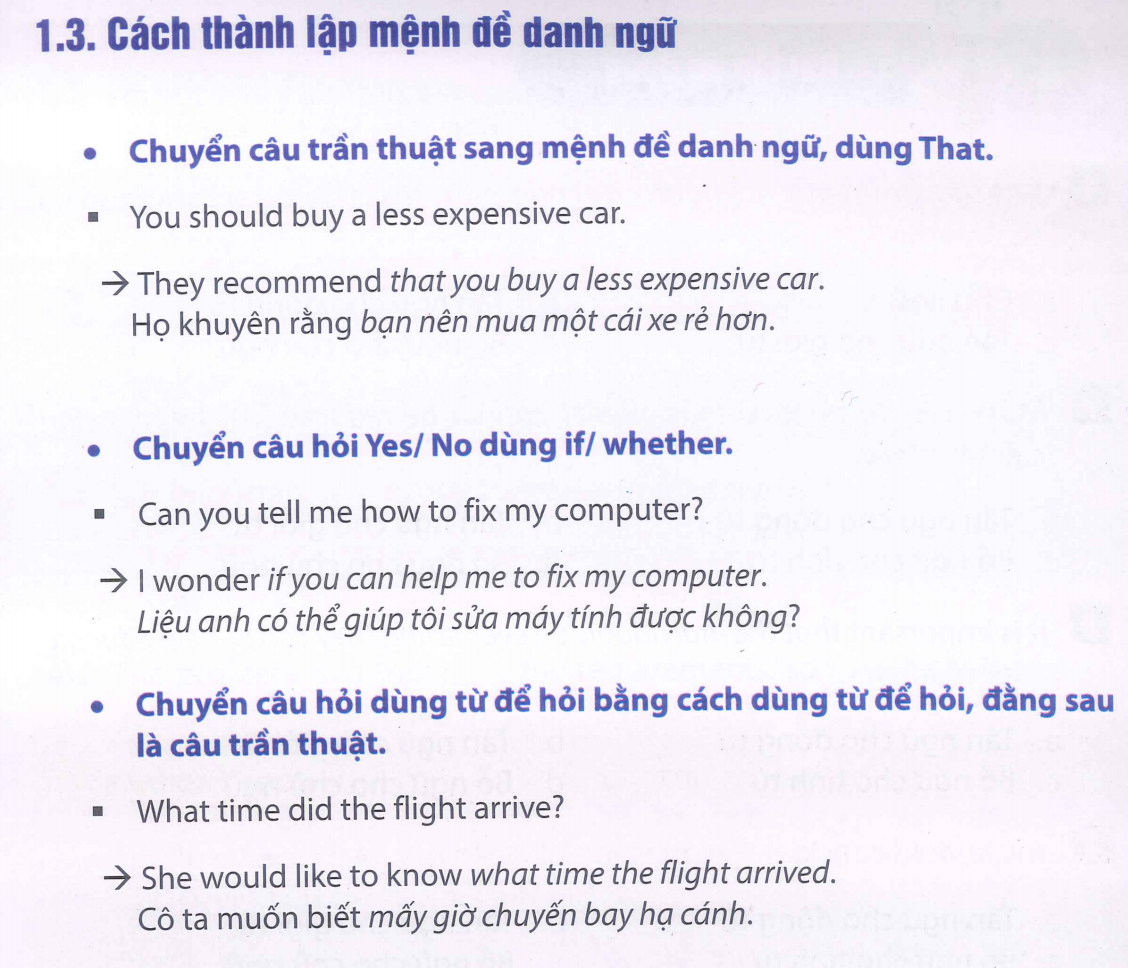 1.3. Cách thành lập mệnh đề danh ngữ
• Chuyển câu trần thuật sang mệnh đề danh ngữ, dùng That.
▪ You should buy a less expensive car.
→ They recommend that you buy a less expensive car.
Họ khuyên rằng bạn nên mua một cái xe rẻ hơn.
• Chuyển câu hỏi Yes/ No dùng if/ whether.
▪ Can you tell me how to fix my computer?
→ I wonder if you can help me to fix my computer.
Liệu anh có thể giúp tôi sửa máy tính được không?
• Chuyển câu hỏi dùng từ để hỏi bằng cách dùng từ để hỏi, đằng sau
là câu trần thuật.
▪ What time did the flight arrive?
→ She would like to know what time the flight arrived.
Cô ta muốn biết mấy giờ chuyến bay hạ cánh.